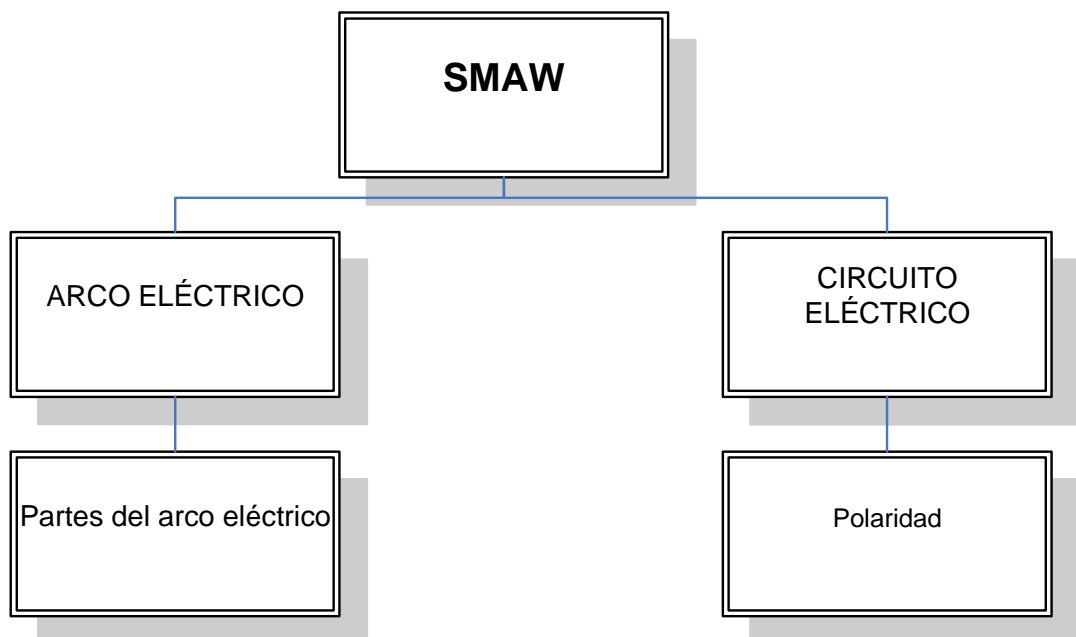 SMAW
ARCO ELÉCTRICO
CIRCUITO
ELÉCTRICO
Partes del arco eléctrico
Polaridad